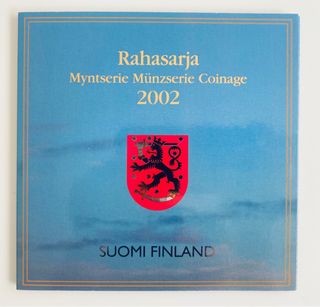 Rahasarja
Myntserie Münzserie Coinage
2002
SUOMI FINLAND